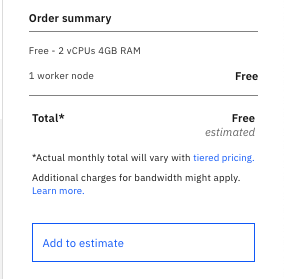 Order summary
Free - 2 vCPUs 4GB RAM
1 worker node Free
Total* Free
estimated
*Actual monthly total will vary with tiered pricing.
Additional charges for bandwidth might apply.
Learn more.
Add to estimate